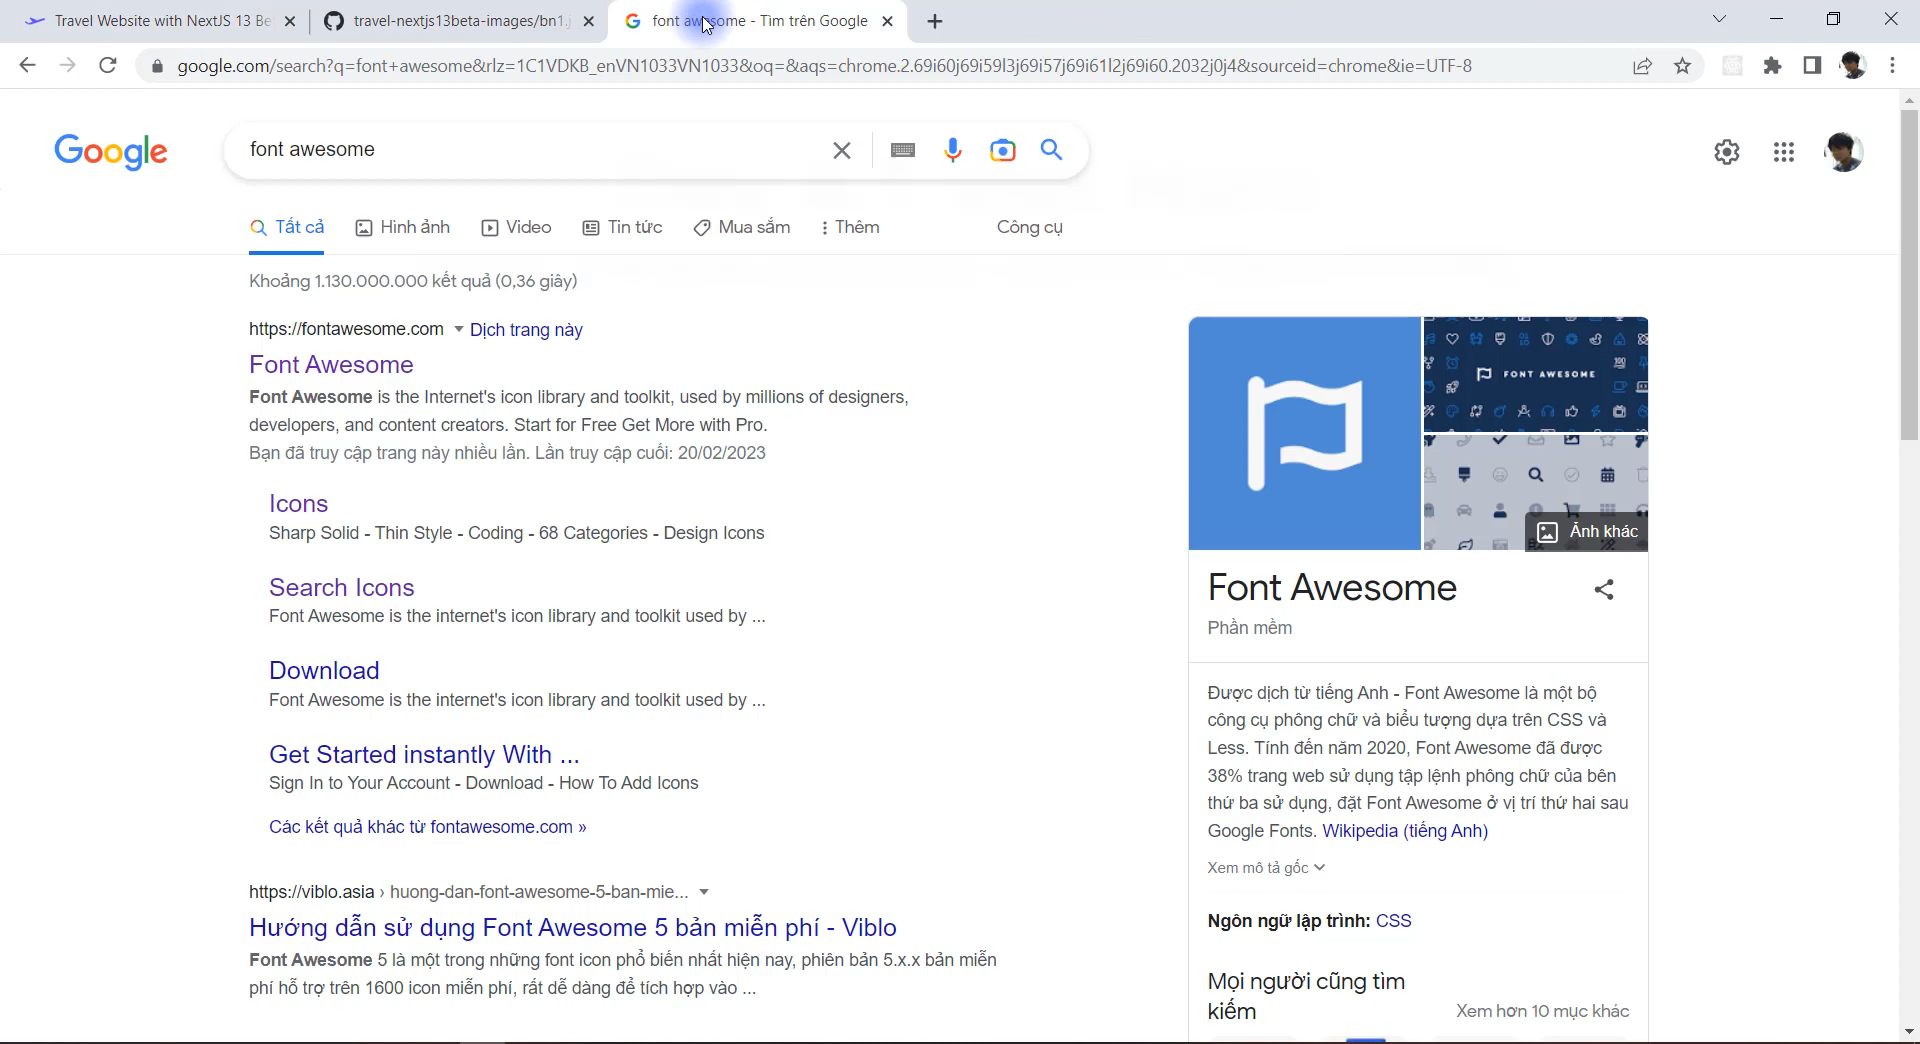 Travel Website with NextJS 13 Be
travel-nextjs13beta-images/bn1.j
font awesome - Tìm trên Google
google.com/search?q=font+awesome&rlz=1C1VDKB_enVN1033VN1033&oq=&aqs=chrome.2.69i60j69i59l3j69i57j69i61l2j69i60.2032j0j4&sourceid=chrome&ie=UTF-8
Google
font awesome
Tất cả
Hình ảnh
Video
Tin tức
Mua sắm
Thêm
Công cụ
Khoảng 1.130.000.000 kết quả (0,36 giây)
https://fontawesome.com Dịch trang này
Font Awesome
Font Awesome is the Internet's icon library and toolkit, used by millions of designers,
developers, and content creators. Start for Free Get More with Pro.
Bạn đã truy cập trang này nhiều lần. Lần truy cập cuối: 20/02/2023
Icons
Sharp Solid - Thin Style - Coding - 68 Categories - Design Icons
Search Icons
Font Awesome is the internet's icon library and toolkit used by ...
Download
Font Awesome is the internet's icon library and toolkit used by ...
Get Started instantly With ...
Sign In to Your Account - Download - How To Add Icons
Các kết quả khác từ fontawesome.com »
https://viblo.asia › huong-dan-font-awesome-5-ban-mie...
Hướng dẫn sử dụng Font Awesome 5 bản miễn phí - Viblo
Font Awesome 5 là một trong những font icon phổ biến nhất hiện nay, phiên bản 5.x.x bản miễn
phí hỗ trợ trên 1600 icon miễn phí, rất dễ dàng để tích hợp vào ...
FONT AWESOME
100
Ảnh khác
Font Awesome
Phần mềm
Được dịch từ tiếng Anh - Font Awesome là một bộ
công cụ phông chữ và biểu tượng dựa trên CSS và
Less. Tính đến năm 2020, Font Awesome đã được
38% trang web sử dụng tập lệnh phông chữ của bên
thứ ba sử dụng, đặt Font Awesome ở vị trí thứ hai sau
Google Fonts. Wikipedia (tiếng Anh)
Xem mô tả gốc
Ngôn ngữ lập trình: CSS
Mọi người cũng tìm
kiếm
Xem hơn 10 mục khác